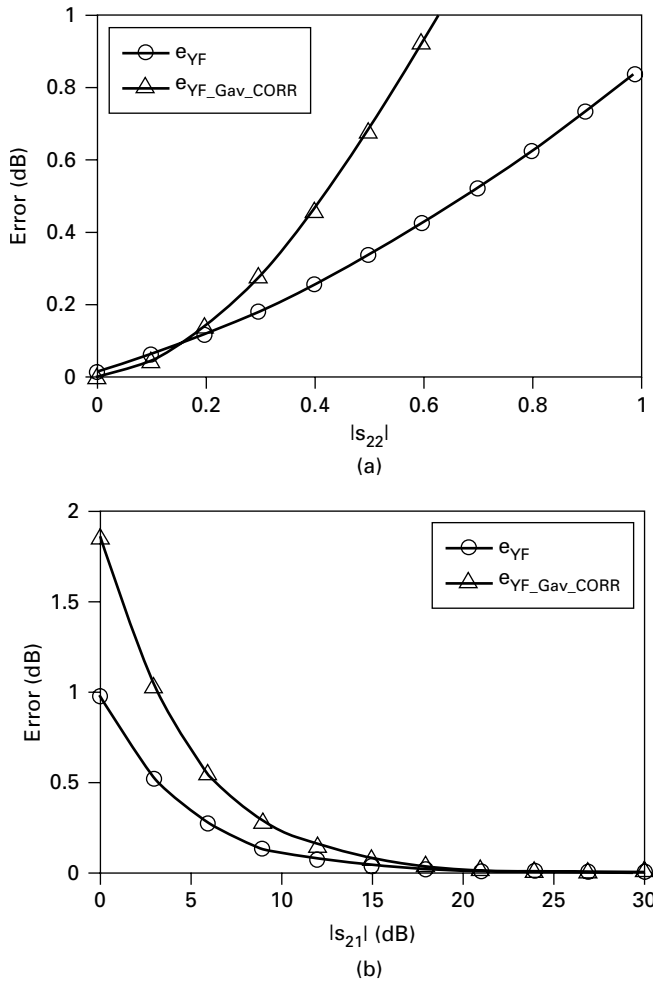 1
0.8
0.6
0.4
0.2
0
Error (dB)
e_YF
e_YF_Gav_CORR
0 0.2 0.4 0.6 0.8 1
|s_22|
(a)
2
1.5
1
0.5
0
Error (dB)
e_YF
e_YF_Gav_CORR
0 5 10 15 20 25 30
|s_21| (dB)
(b)